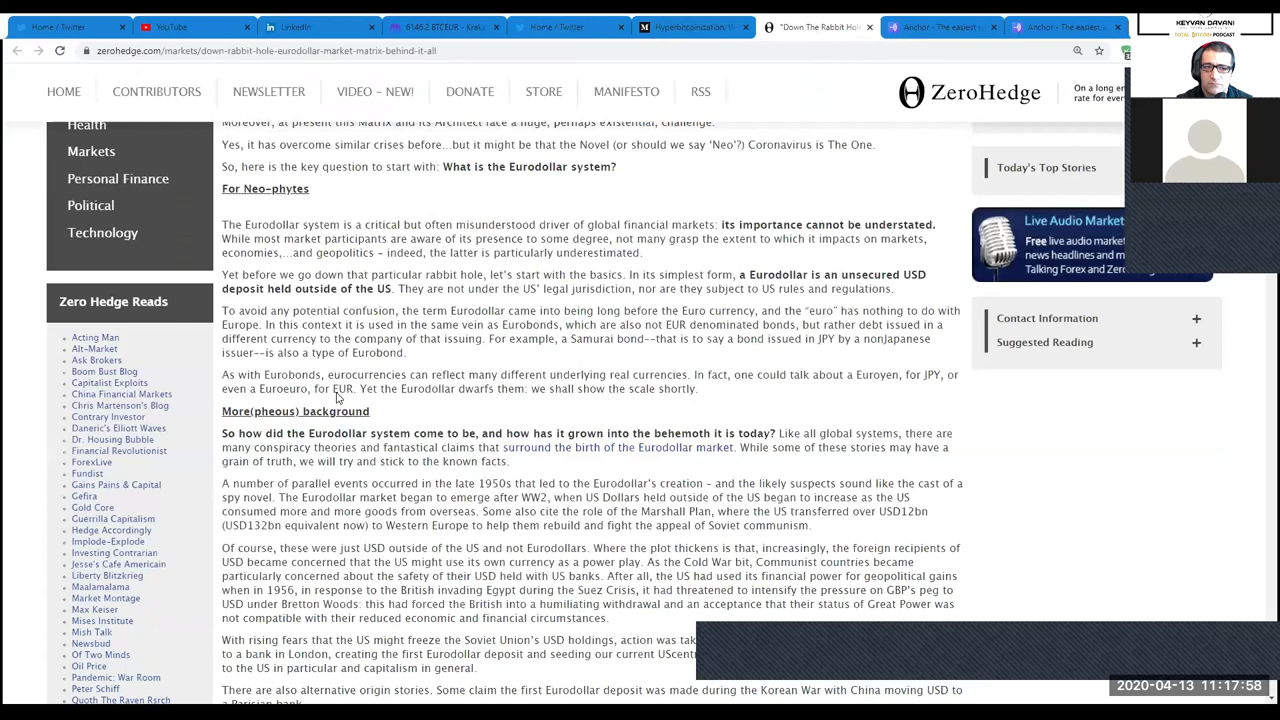 Home / Twitter
YouTube
LinkedIn
6146.2 BTCEUR - Krak
Home / Twitter
Hyperbitcoinization: W
"Down The Rabbit Hol
Anchor - The easiest
Anchor - The easiest
KEYVAN DAVANI
TOTAL BITCOIN PODCAST
zerohedge.com/markets/down-rabbit-hole-eurodollar-market-matrix-behind-it-all
HOME
CONTRIBUTORS
NEWSLETTER
VIDEO – NEW!
DONATE
STORE
MANIFESTO
RSS
ZeroHedge
On a long en
rate for ever
Health
Markets
Personal Finance
Political
Technology
Zero Hedge Reads
Acting Man
Alt-Market
Ask Brokers
Boom Bust Blog
Capitalist Exploits
China Financial Markets
Chris Martenson's Blog
Contrary Investor
Daneric's Elliott Waves
Dr. Housing Bubble
Financial Revolutionist
ForexLive
Fundist
Gains Pains & Capital
Gefira
Gold Core
Guerrilla Capitalism
Hedge Accordingly
Implode-Explode
Investing Contrarian
Jesse's Cafe Americain
Liberty Blitzkrieg
Maalamalama
Market Montage
Max Keiser
Mises Institute
Mish Talk
Newsbud
Of Two Minds
Oil Price
Pandemic: War Room
Peter Schiff
Quoth The Raven Rsrch
Moreover, at present this Matrix and its Architect face a huge, perhaps existential, challenge.
Yes, it has overcome similar crises before...but it might be that the Novel (or should we say 'Neo'?) Coronavirus is The One.
So, here is the key question to start with: What is the Eurodollar system?
For Neo-phytes
The Eurodollar system is a critical but often misunderstood driver of global financial markets: its importance cannot be understated.
While most market participants are aware of its presence to some degree, not many grasp the extent to which it impacts on markets,
economies,...and geopolitics – indeed, the latter is particularly underestimated.
Yet before we go down that particular rabbit hole, let's start with the basics. In its simplest form, a Eurodollar is an unsecured USD
deposit held outside of the US. They are not under the US' legal jurisdiction, nor are they subject to US rules and regulations.
To avoid any potential confusion, the term Eurodollar came into being long before the Euro currency, and the "euro" has nothing to do with
Europe. In this context it is used in the same vein as Eurobonds, which are also not EUR denominated bonds, but rather debt issued in a
different currency to the company of that issuing. For example, a Samurai bond--that is to say a bond issued in JPY by a nonJapanese
issuer--is also a type of Eurobond.
As with Eurobonds, eurocurrencies can reflect many different underlying real currencies. In fact, one could talk about a Euroyen, for JPY, or
even a Euroeuro, for EUR. Yet the Eurodollar dwarfs them: we shall show the scale shortly.
More(pheous) background
So how did the Eurodollar system come to be, and how has it grown into the behemoth it is today? Like all global systems, there are
many conspiracy theories and fantastical claims that surround the birth of the Eurodollar market. While some of these stories may have a
grain of truth, we will try and stick to the known facts.
A number of parallel events occurred in the late 1950s that led to the Eurodollar's creation – and the likely suspects sound like the cast of a
spy novel. The Eurodollar market began to emerge after WW2, when US Dollars held outside of the US began to increase as the US
consumed more and more goods from overseas. Some also cite the role of the Marshall Plan, where the US transferred over USD12bn
(USD132bn equivalent now) to Western Europe to help them rebuild and fight the appeal of Soviet communism.
Of course, these were just USD outside of the US and not Eurodollars. Where the plot thickens is that, increasingly, the foreign recipients of
USD became concerned that the US might use its own currency as a power play. As the Cold War bit, Communist countries became
particularly concerned about the safety of their USD held with US banks. After all, the US had used its financial power for geopolitical gains
when in 1956, in response to the British invading Egypt during the Suez Crisis, it had threatened to intensify the pressure on GBP's peg to
USD under Bretton Woods: this had forced the British into a humiliating withdrawal and an acceptance that their status of Great Power was
not compatible with their reduced economic and financial circumstances.
With rising fears that the US might freeze the Soviet Union's USD holdings, action was tak
to a bank in London, creating the first Eurodollar deposit and seeding our current UScentr
to the US in particular and capitalism in general.
There are also alternative origin stories. Some claim the first Eurodollar deposit was made during the Korean War with China moving USD to
a Parisian bank.
Today's Top Stories
Live Audio Market
Free live audio market
news headlines and m
Talking Forex and Zero
Contact Information
Suggested Reading
2020-04-13 11:17:58